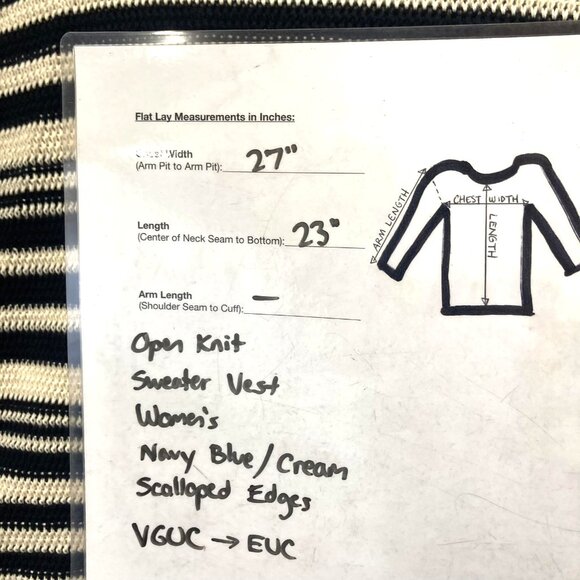 Flat Lay Measurements in Inches:
Chest Width
(Arm Pit to Arm Pit): 27"
Length
(Center of Neck Seam to Bottom): 23"
Arm Length
(Shoulder Seam to Cuff): —
ARM LENGTH
CHEST WIDTH
LENGTH
Open Knit
Sweater Vest
Women's
Navy Blue / Cream
Scalloped Edges
VGUC → EUC